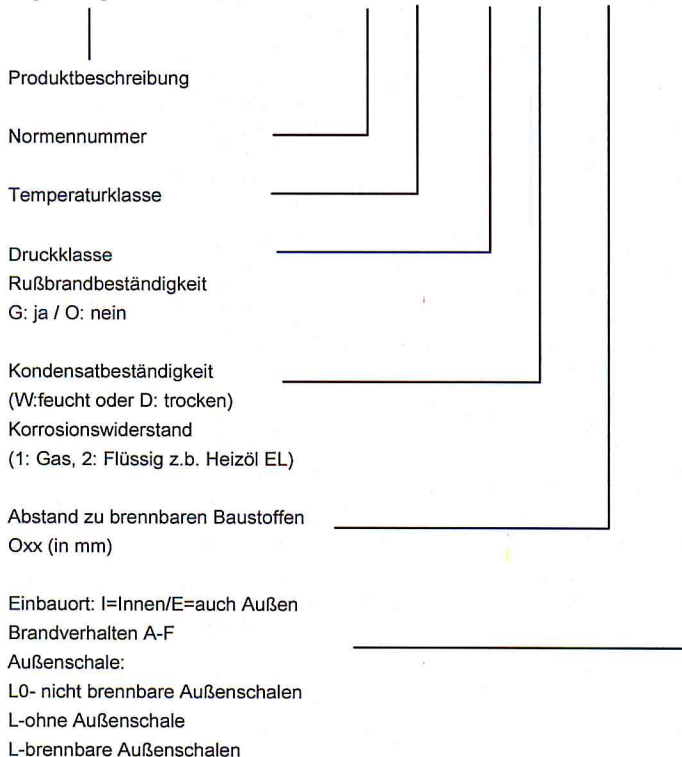 Produktbeschreibung
Normennummer
Temperaturklasse
Druckklasse
Rußbrandbeständigkeit
G: ja / O: nein
Kondensatbeständigkeit
(W:feucht oder D: trocken)
Korrosionswiderstand
(1: Gas, 2: Flüssig z.b. Heizöl EL)
Abstand zu brennbaren Baustoffen
Oxx (in mm)
Einbauort: I=Innen/E=auch Außen
Brandverhalten A-F
Außenschale:
L0- nicht brennbare Außenschalen
L-ohne Außenschale
L-brennbare Außenschalen